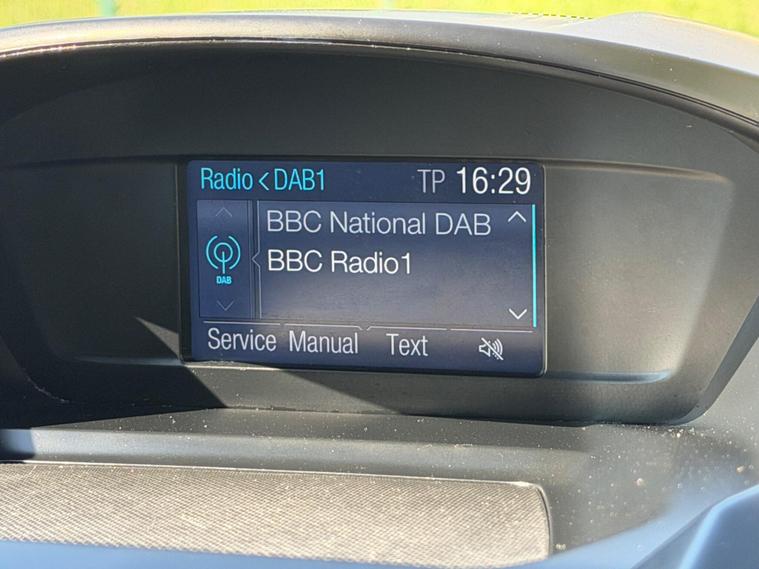 Radio < DAB1 TP 16:29
BBC National DAB
BBC Radio1
DAB
Service Manual Text